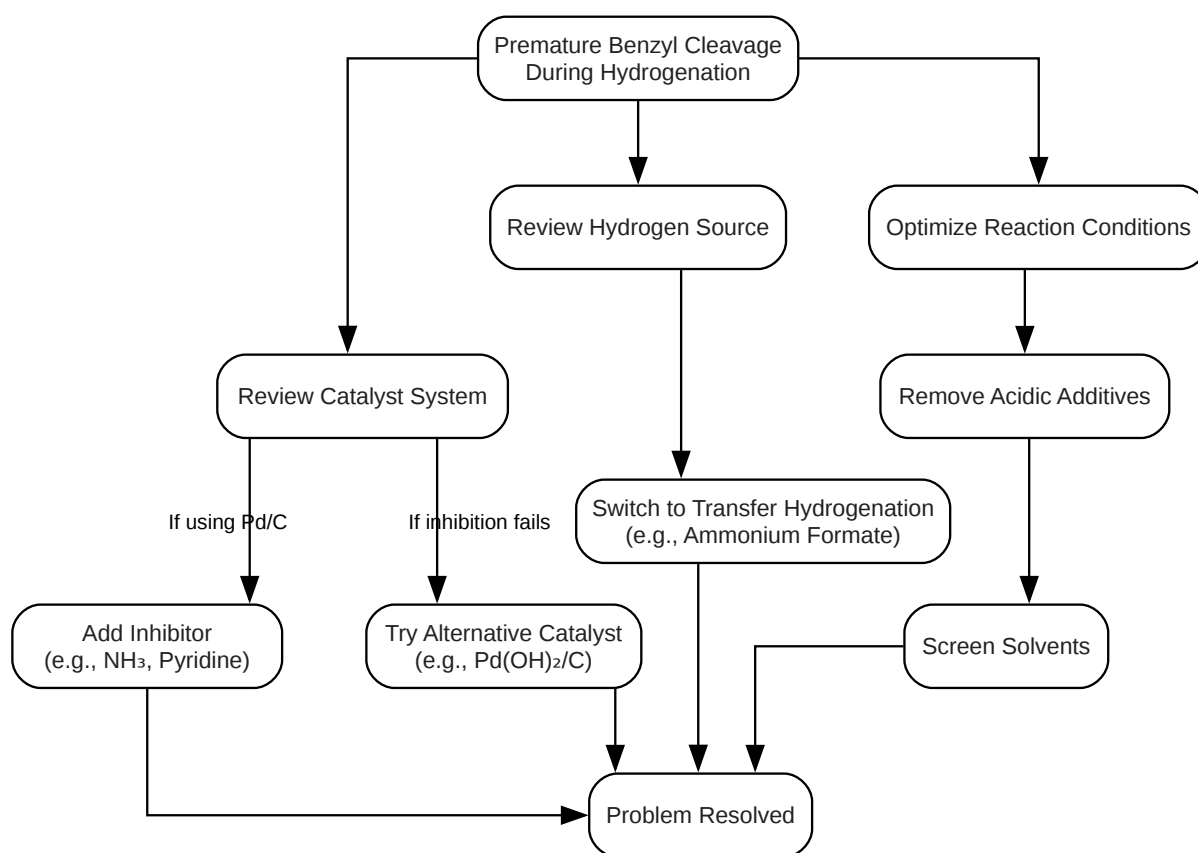 Premature Benzyl Cleavage
During Hydrogenation
Review Hydrogen Source
Optimize Reaction Conditions
Review Catalyst System
Remove Acidic Additives
If using Pd/C
If inhibition fails
Switch to Transfer Hydrogenation
(e.g., Ammonium Formate)
Add Inhibitor
(e.g., NH₃, Pyridine)
Try Alternative Catalyst
(e.g., Pd(OH)₂/C)
Screen Solvents
Problem Resolved